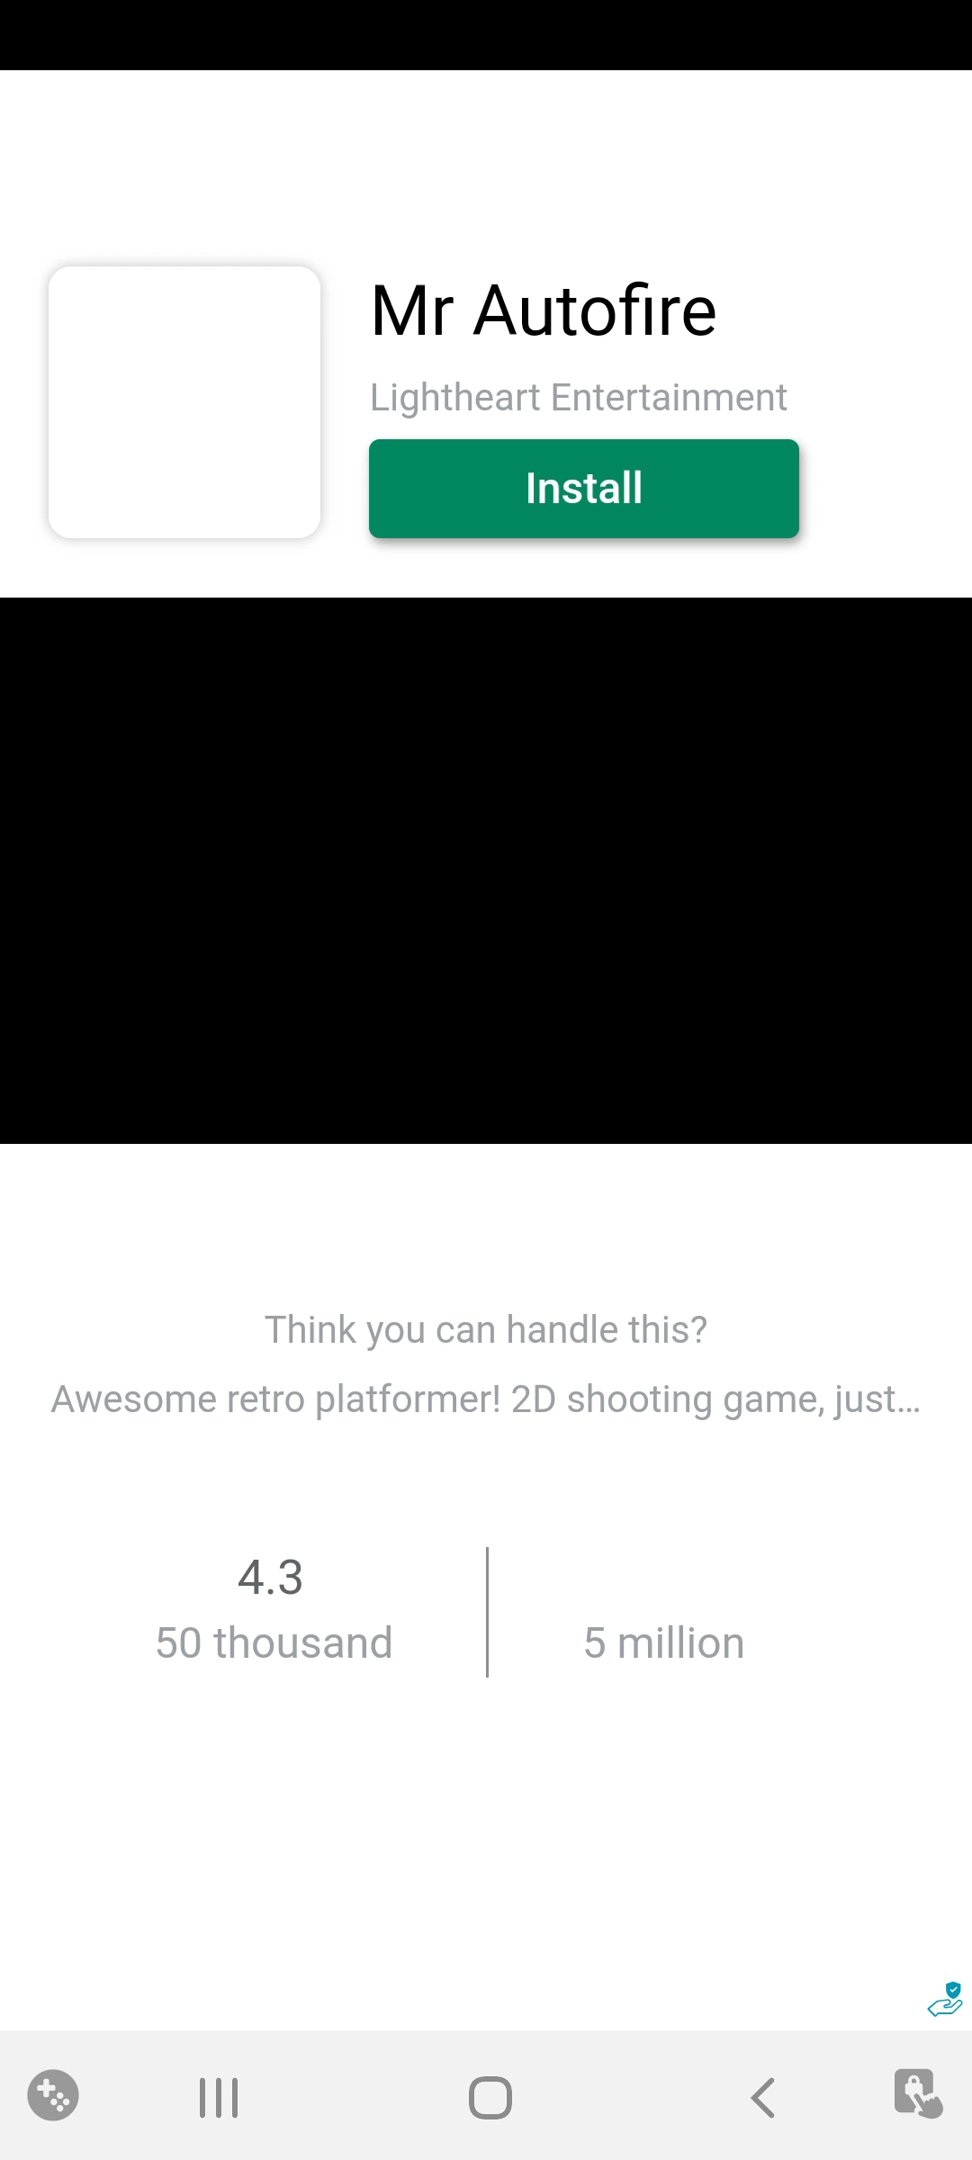 Mr Autofire
Lightheart Entertainment
Install
Think you can handle this?
Awesome retro platformer! 2D shooting game, just...
4.3
50 thousand
5 million